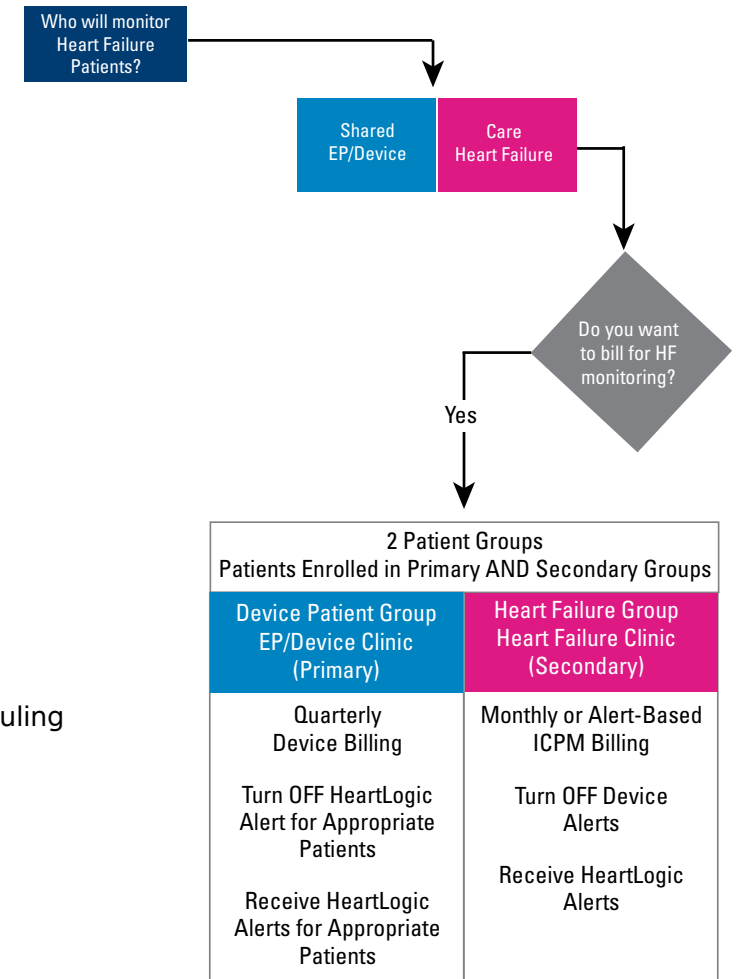 Who will monitor
Heart Failure
Patients?
Shared
EP/Device
Care
Heart Failure
Do you want
to bill for HF
monitoring?
Yes
2 Patient Groups
Patients Enrolled in Primary AND Secondary Groups
Device Patient Group
EP/Device Clinic
(Primary)
Heart Failure Group
Heart Failure Clinic
(Secondary)
uling
Quarterly
Device Billing
Turn OFF HeartLogic
Alert for Appropriate
Patients
Receive HeartLogic
Alerts for Appropriate
Patients
Monthly or Alert-Based
ICPM Billing
Turn OFF Device
Alerts
Receive HeartLogic
Alerts